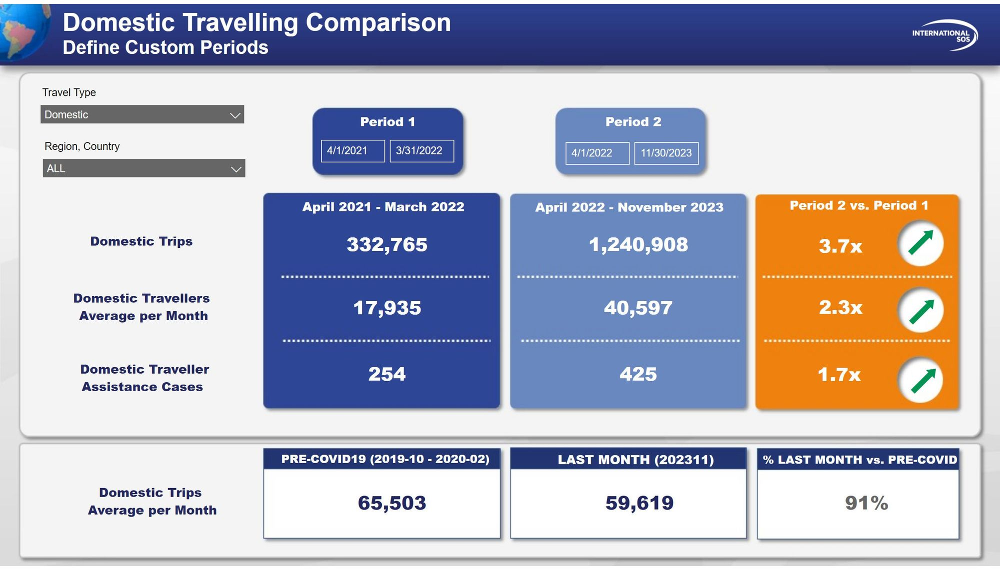 Domestic Travelling Comparison
Define Custom Periods
INTERNATIONAL
SOS
Travel Type
Domestic
Region, Country
ALL
Period 1
4/1/2021 3/31/2022
Period 2
4/1/2022 11/30/2023
April 2021 - March 2022 April 2022 - November 2023 Period 2 vs. Period 1
Domestic Trips 332,765 1,240,908 3.7x
Domestic Travellers
Average per Month
17,935 40,597 2.3x
Domestic Traveller
Assistance Cases
254 425 1.7x
PRE-COVID19 (2019-10 - 2020-02) LAST MONTH (202311) % LAST MONTH vs. PRE-COVID
Domestic Trips
Average per Month
65,503 59,619 91%